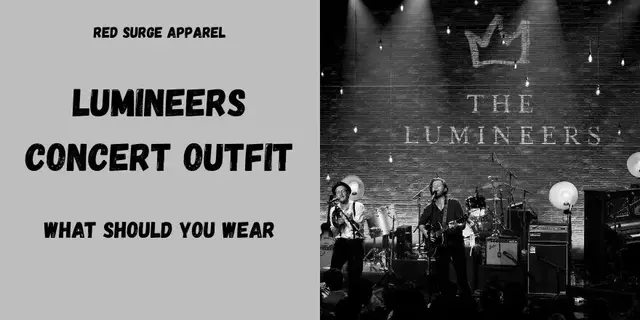 RED SURGE APPAREL
LUMINEERS
CONCERT OUTFIT
WHAT SHOULD YOU WEAR
THE
LUMINEERS